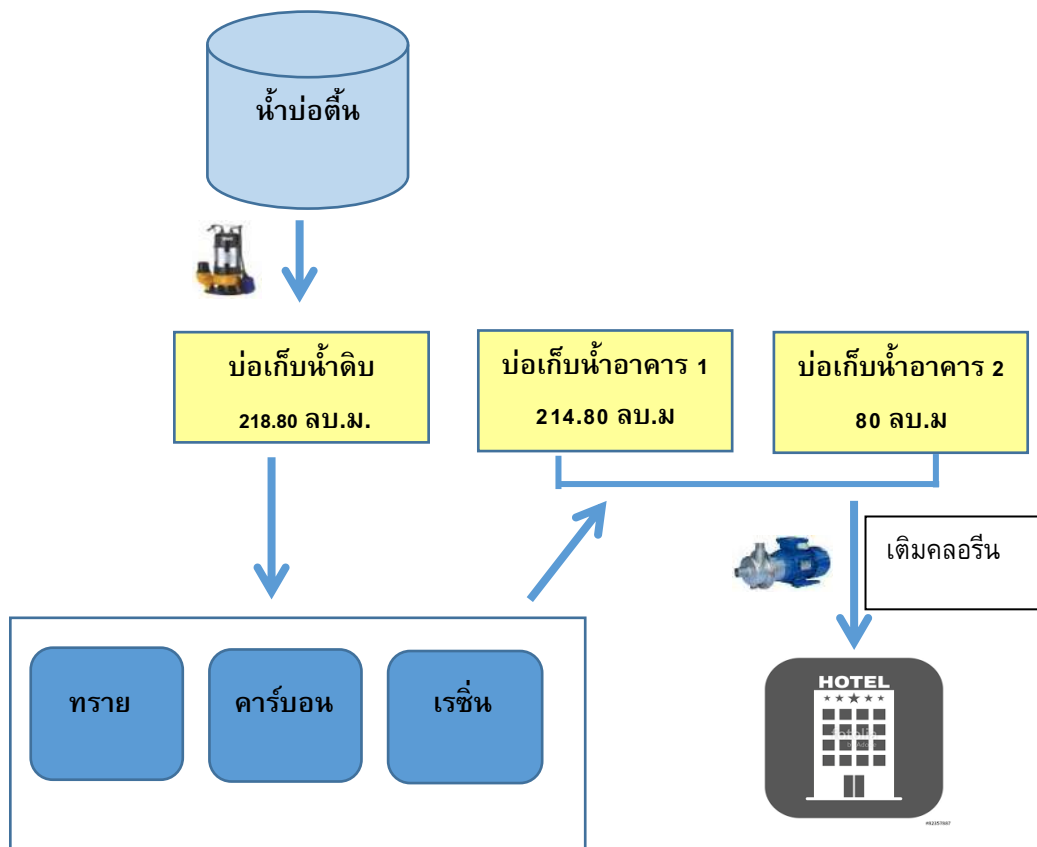 น้ำบ่อตื้น
บ่อเก็บน้ำดิบ
218.80 ลบ.ม.
บ่อเก็บน้ำอาคาร 1
214.80 ลบ.ม
บ่อเก็บน้ำอาคาร 2
80 ลบ.ม
เติมคลอรีน
ทราย
คาร์บอน
เรซิ่น
HOTEL